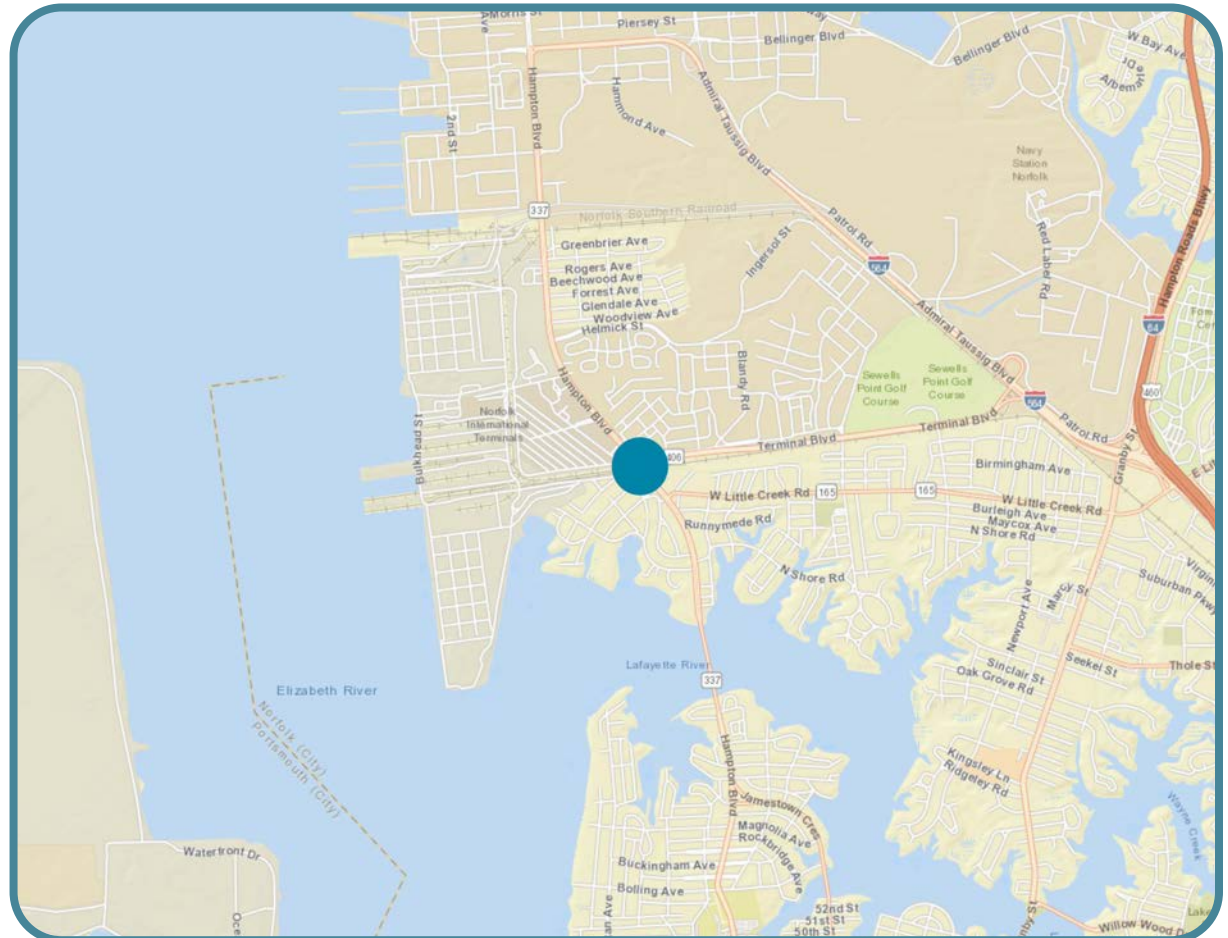 Morris St
Ave
Piersey St
Bellinger Blvd
Bellinger Blvd
W Bay Ave
Hampton Blvd
2nd St
Hammond Ave
Admiral Taussig Blvd
Navy
Station
Norfolk
337
Norfolk Southern Railroad
Patrol Rd
Red Label Rd
Hampton Roads Bltwy
Greenbrier Ave
Ingersol St
564
Rogers Ave
Beechwood Ave
Forrest Ave
Glendale Ave
Woodview Ave
Helmick St
Admiral Taussig Blvd
64
Blandy Rd
Sewells
Point Golf
Course
Sewells
Point Golf
Course
Hampton Blvd
460
564
Patrol Rd
Norfolk
International
Terminals
Bulkhead St
Terminal Blvd
Terminal Blvd
Granby St
406
Birmingham Ave
W Little Creek Rd
165
165
W Little Creek Rd
Burleigh Ave
Maycox Ave
N Shore Rd
Runnymede Rd
N Shore Rd
Newport Ave
Marcy St
Suburban Pkwy
Lafayette River
337
Sinclair St
Oak Grove Rd
Seekel St
Thole St
Elizabeth River
Norfolk (City)
Portsmouth (City)
Hampton Blvd
Kingsley Ln
Ridgeley Rd
Jamestown Cres
Magnolia Ave
Rockbridge Ave
Wayne Creek
Waterfront Dr
Buckingham Ave
Bolling Ave
52nd St
51st St
50th St
Willow Wood D